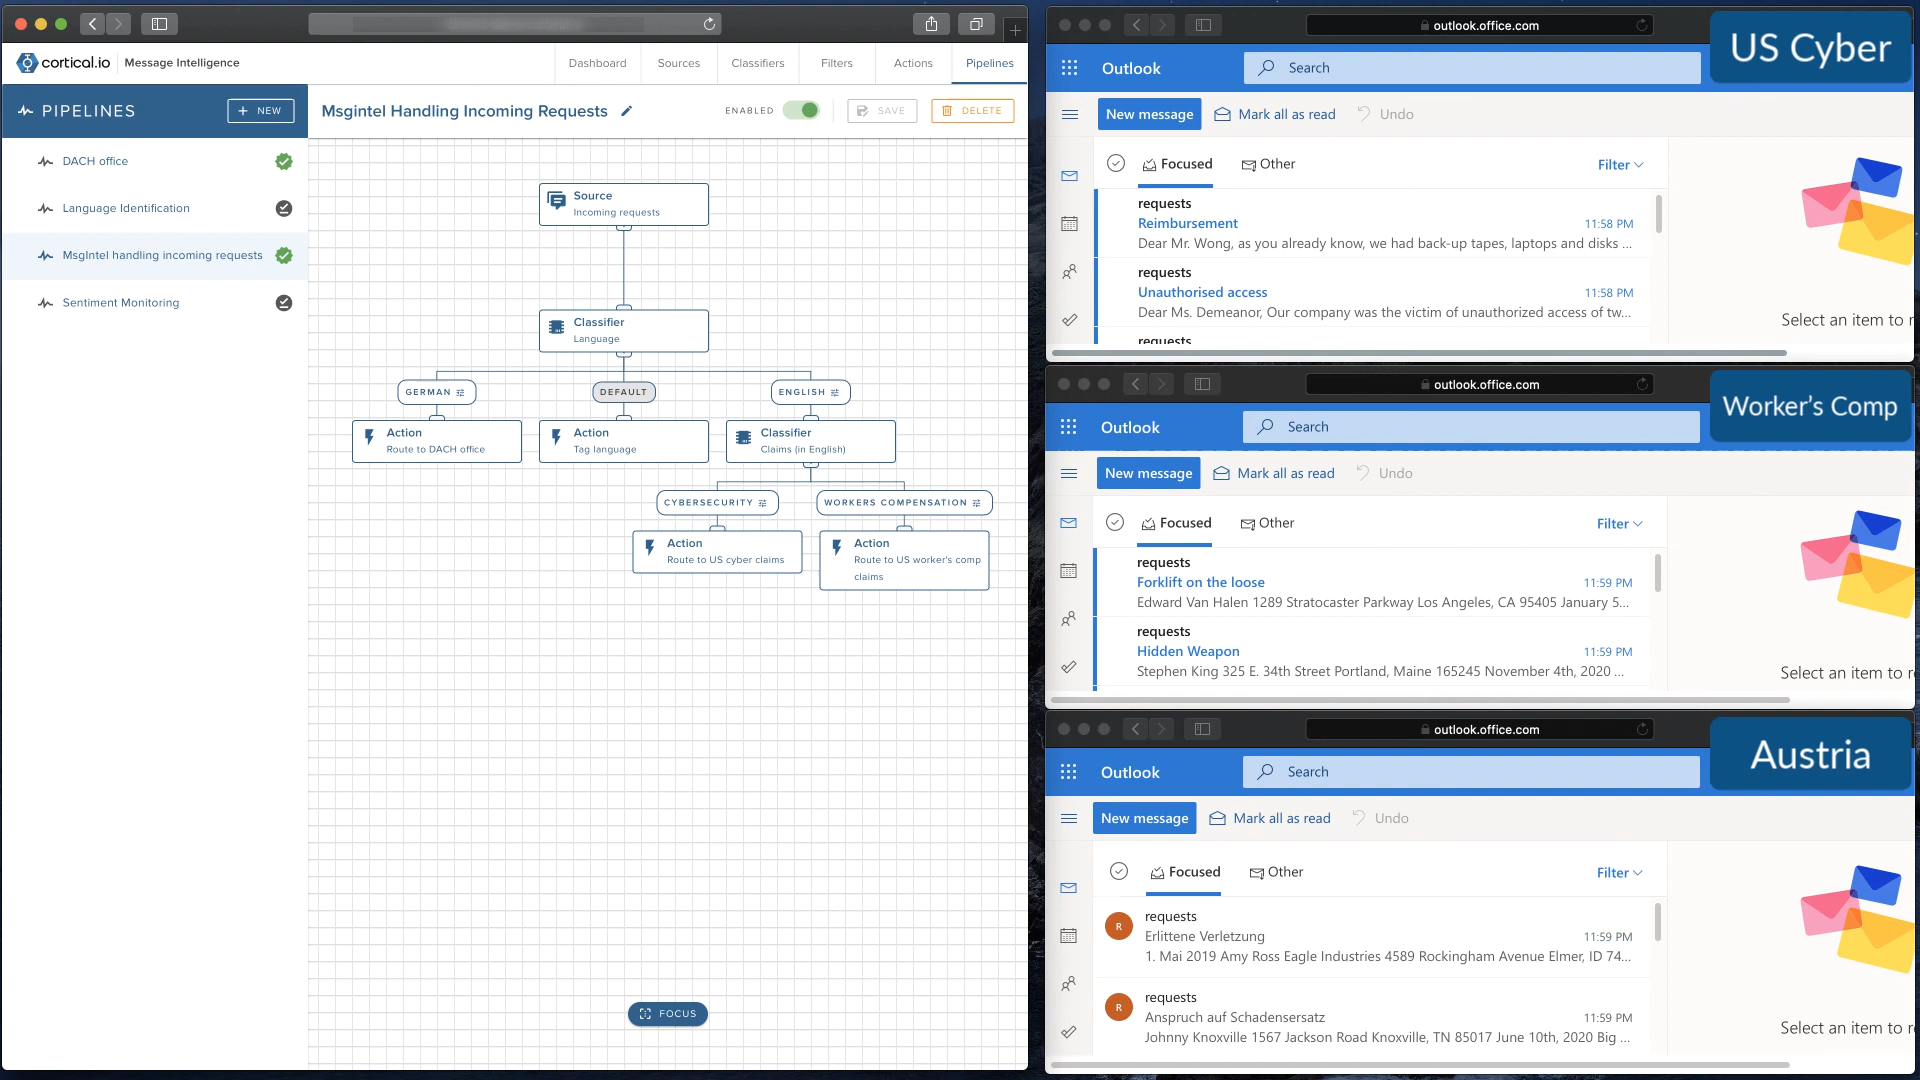 cortical.io Message Intelligence
Dashboard Sources Classifiers Filters Actions Pipelines
PIPELINES + NEW
DACH office
Language Identification
MsgIntel handling incoming requests
Sentiment Monitoring
Msgintel Handling Incoming Requests ENABLED SAVE DELETE
Source
Incoming requests
Classifier
Language
GERMAN DEFAULT ENGLISH
Action
Route to DACH office
Action
Tag language
Classifier
Claims (in English)
CYBERSECURITY WORKERS COMPENSATION
Action
Route to US cyber claims
Action
Route to US worker's comp
claims
FOCUS
outlook.office.com
US Cyber
Outlook Search
New message Mark all as read Undo
Focused Other Filter
requests
Reimbursement 11:58 PM
Dear Mr. Wong, as you already know, we had back-up tapes, laptops and disks ...
requests
Unauthorised access 11:58 PM
Dear Ms. Demeanor, Our company was the victim of unauthorized access of tw...
requests
Select an item to r
outlook.office.com
Worker's Comp
Outlook Search
New message Mark all as read Undo
Focused Other Filter
requests
Forklift on the loose 11:59 PM
Edward Van Halen 1289 Stratocaster Parkway Los Angeles, CA 95405 January 5...
requests
Hidden Weapon 11:59 PM
Stephen King 325 E. 34th Street Portland, Maine 165245 November 4th, 2020 ...
Select an item to r
outlook.office.com
Austria
Outlook Search
New message Mark all as read Undo
Focused Other Filter
R
requests
Erlittene Verletzung 11:59 PM
1. Mai 2019 Amy Ross Eagle Industries 4589 Rockingham Avenue Elmer, ID 74...
R
requests
Anspruch auf Schadensersatz 11:59 PM
Johnny Knoxville 1567 Jackson Road Knoxville, TN 85017 June 10th, 2020 Big ...
Select an item to r